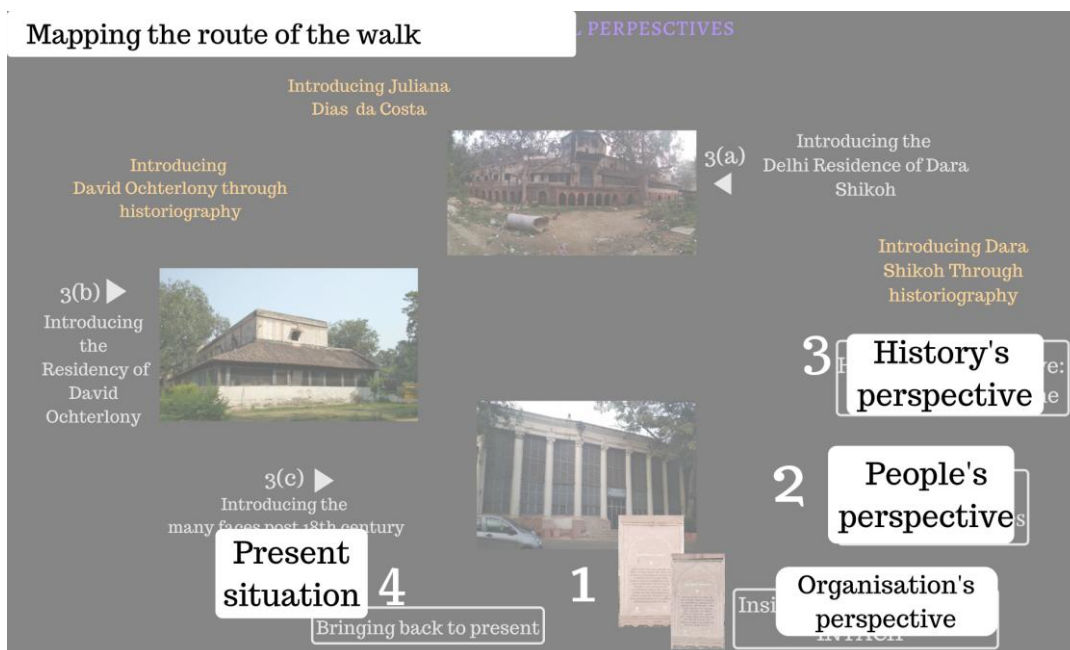 Mapping the route of the walk
L PERPESCTIVES
Introducing Juliana
Dias da Costa
3(a)
Introducing the
Delhi Residence of Dara
Shikoh
Introducing
David Ochterlony through
historiography
Introducing Dara
Shikoh Through
historiography
3(b)
Introducing
the
Residency of
David
Ochterlony
3
History's
perspective
2
People's
perspective
3(c)
Introducing the
many faces post 18th century
Present
situation
4
Bringing back to present
1
Organisation's
perspective